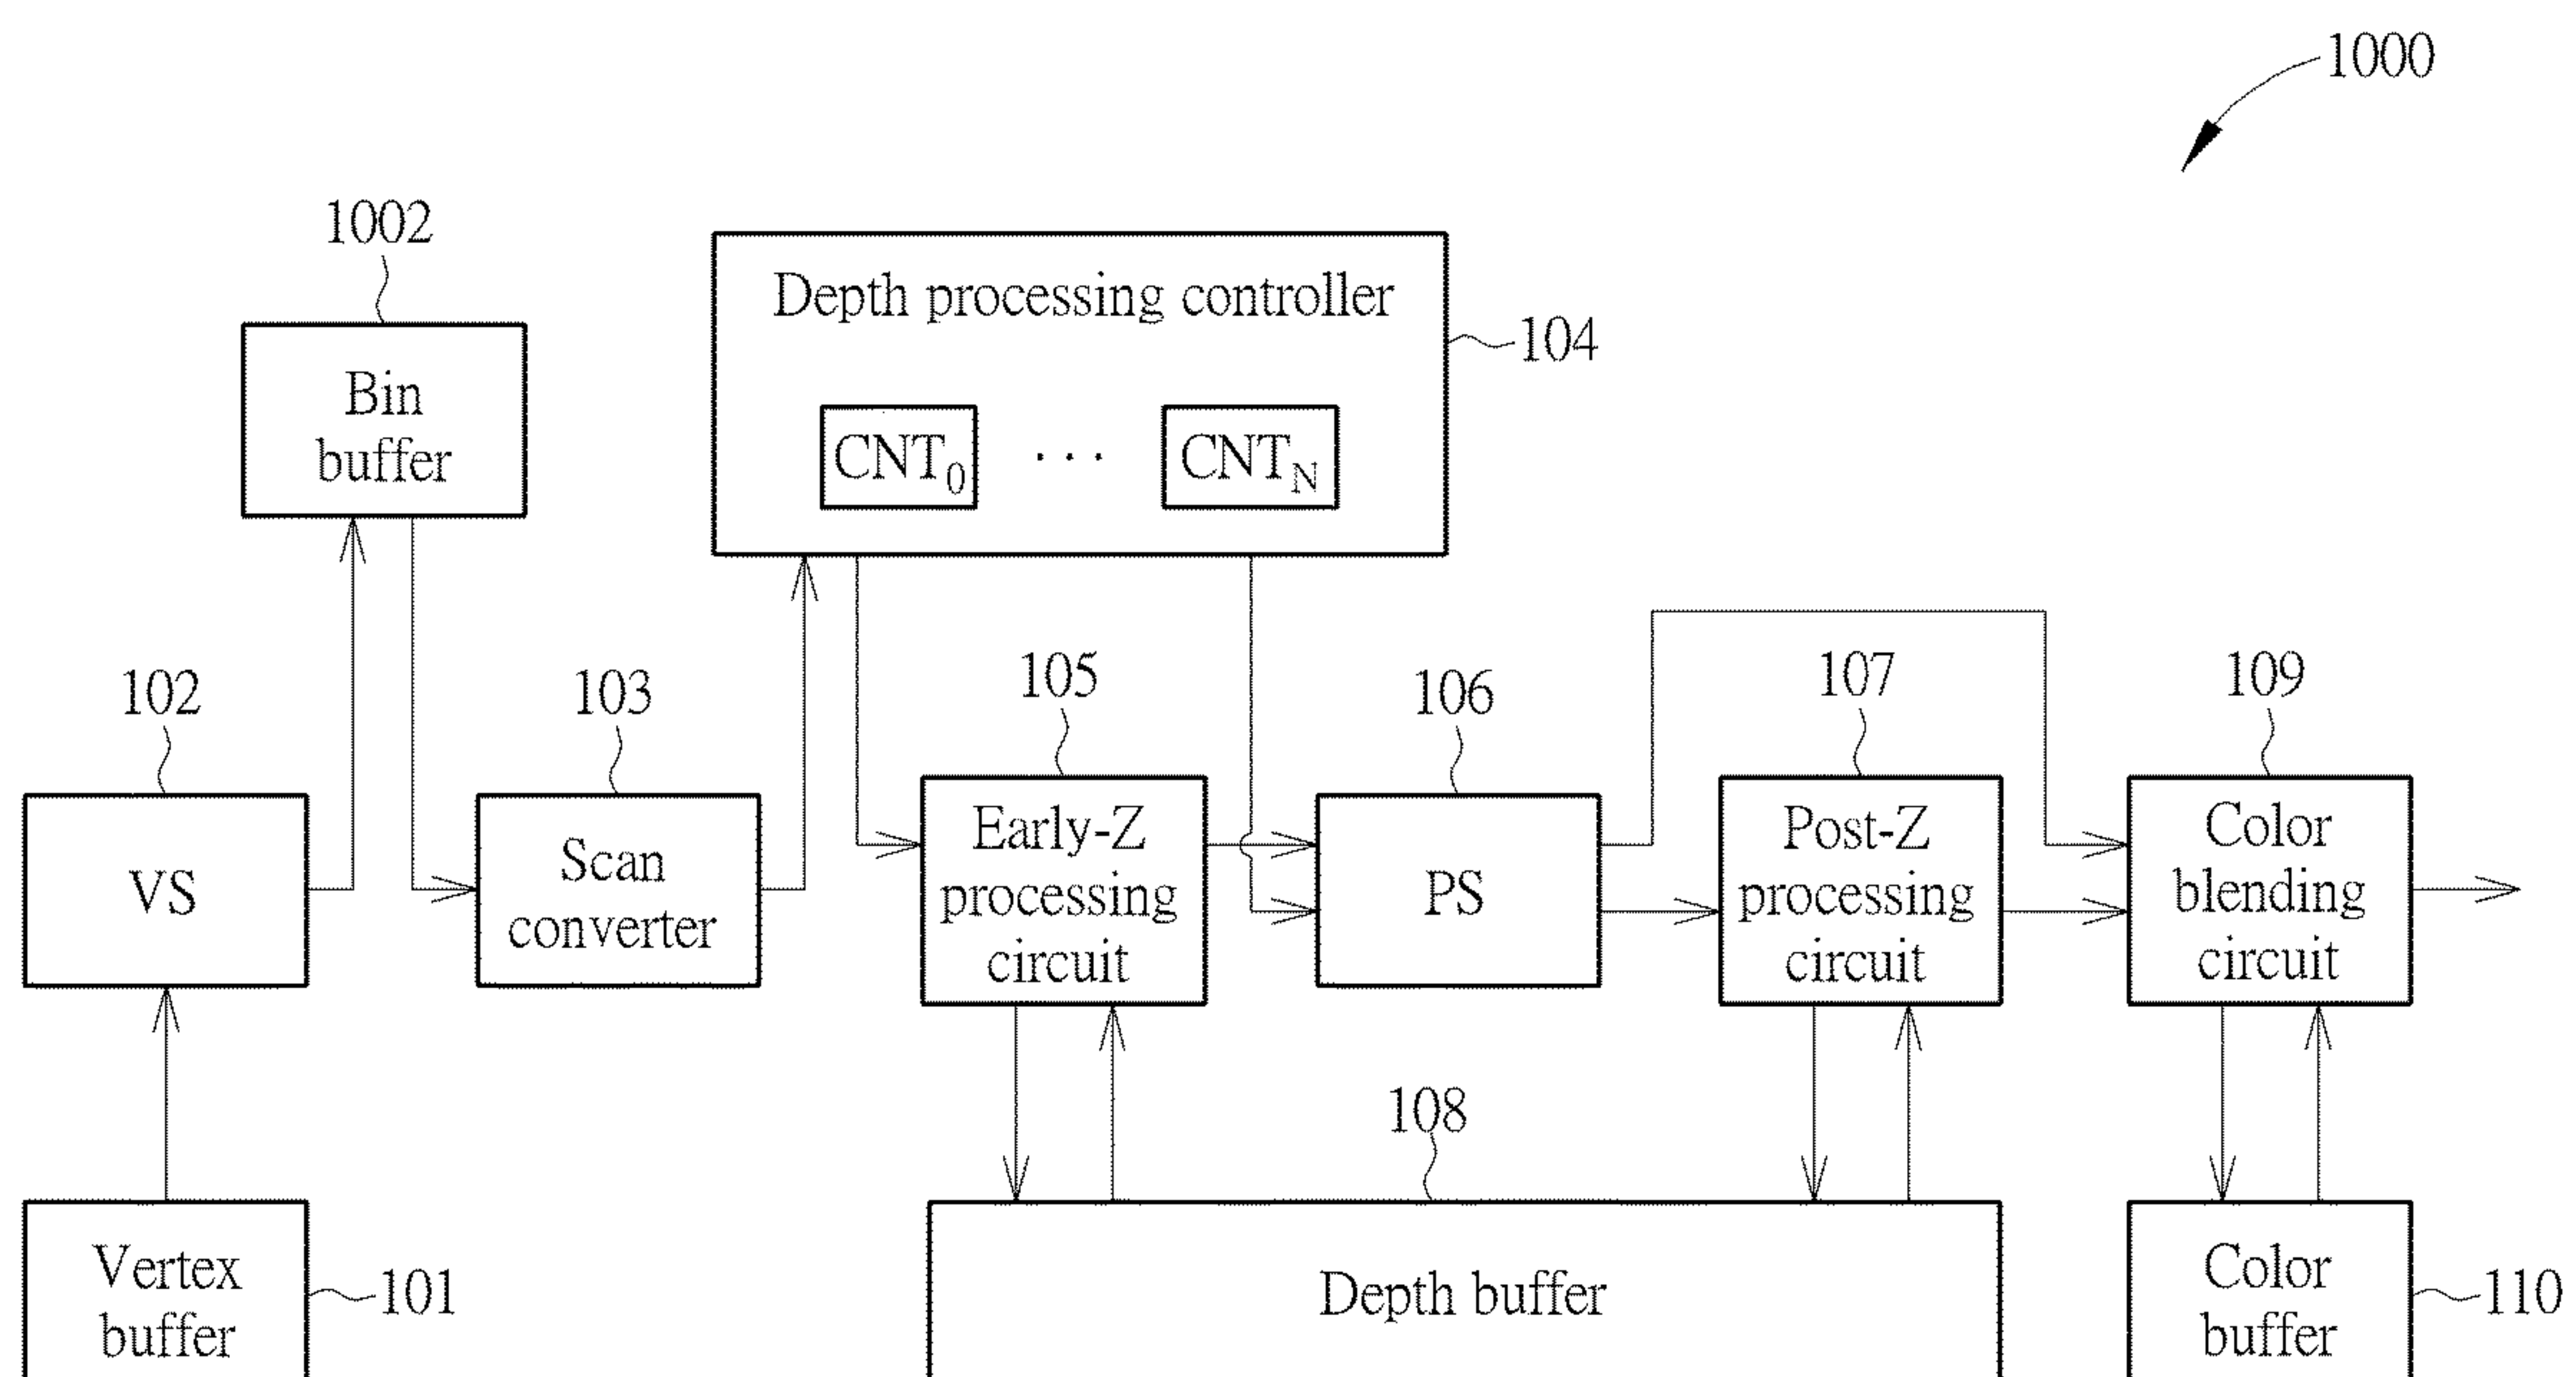 1000
1002
Bin
buffer
Depth processing controller
104
CNT₀ ... CNT_N
102
VS
103
Scan
converter
105
Early-Z
processing
circuit
106
PS
107
Post-Z
processing
circuit
109
Color
blending
circuit
Vertex
buffer
101
108
Depth buffer
Color
buffer
110